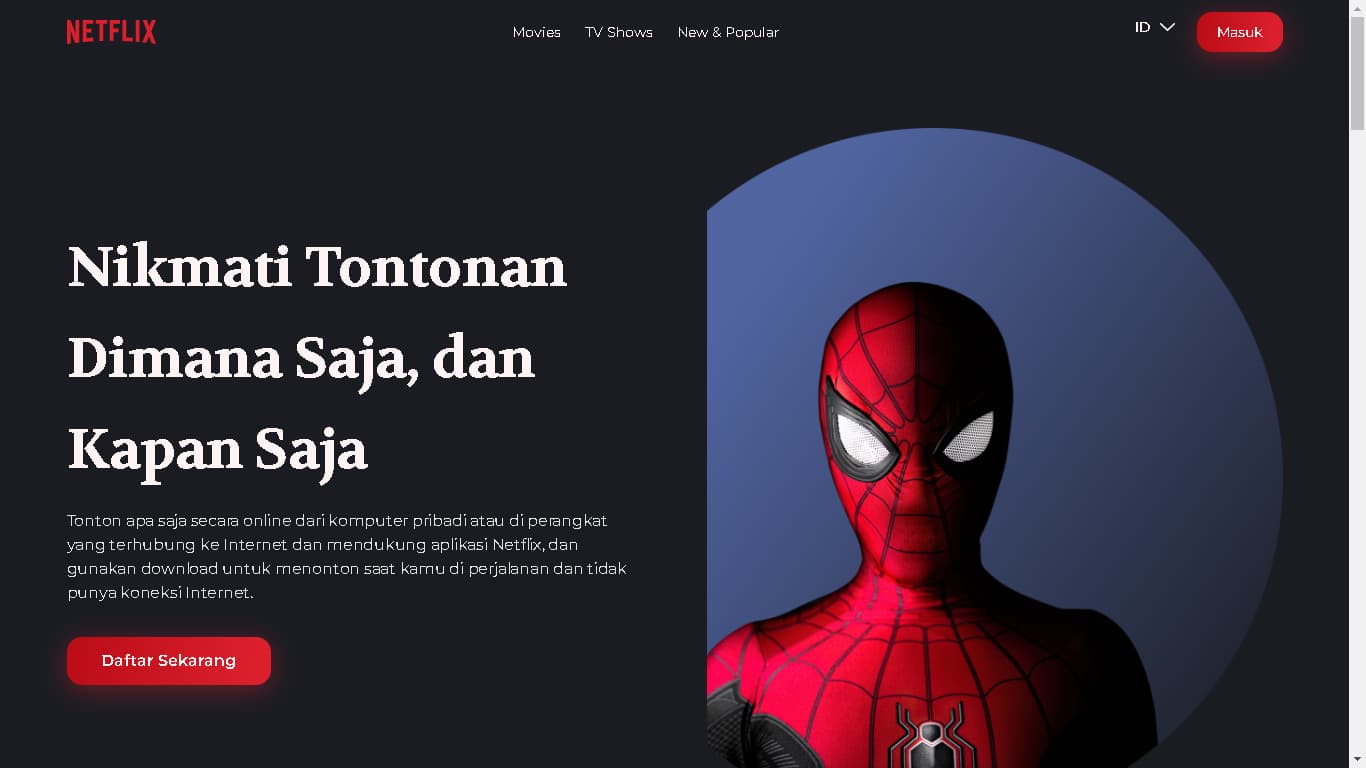 NETFLIX
Movies TV Shows New & Popular
ID
Masuk
Nikmati Tontonan
Dimana Saja, dan
Kapan Saja
Tonton apa saja secara online dari komputer pribadi atau di perangkat
yang terhubung ke Internet dan mendukung aplikasi Netflix, dan
gunakan download untuk menonton saat kamu di perjalanan dan tidak
punya koneksi Internet.
Daftar Sekarang